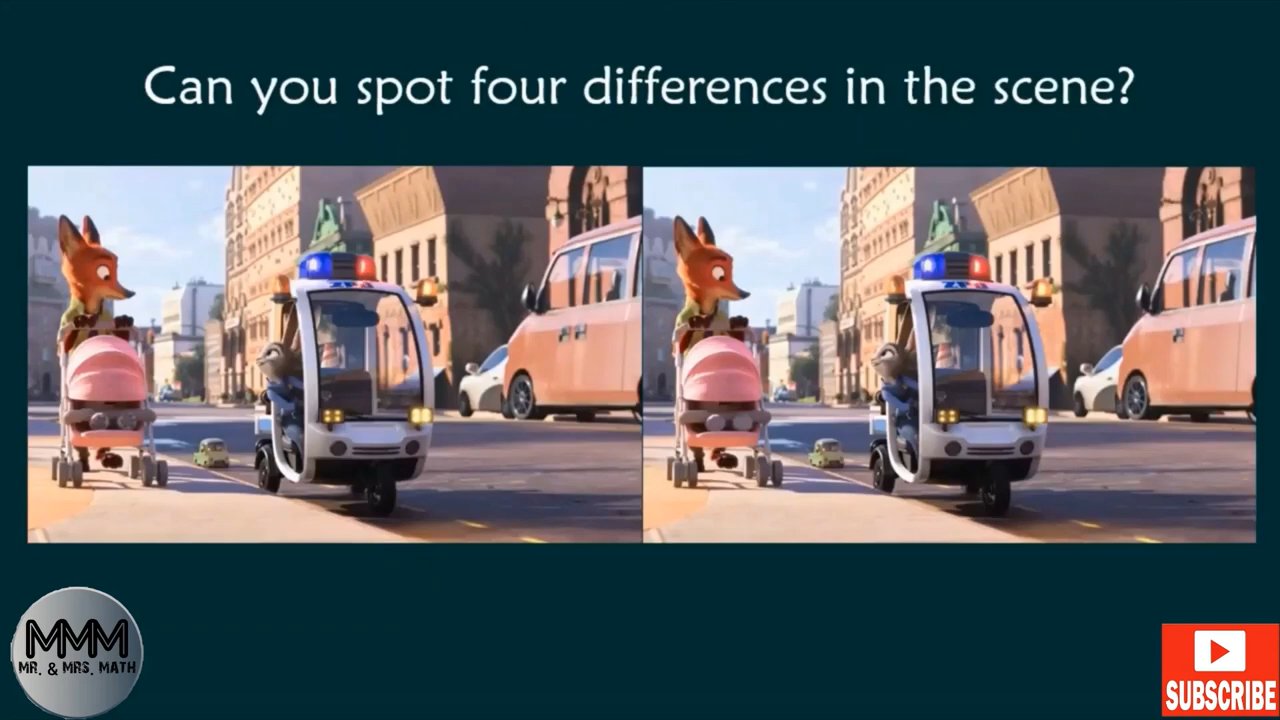 Can you spot four differences in the scene?
MMM
MR. & MRS. MATH
SUBSCRIBE